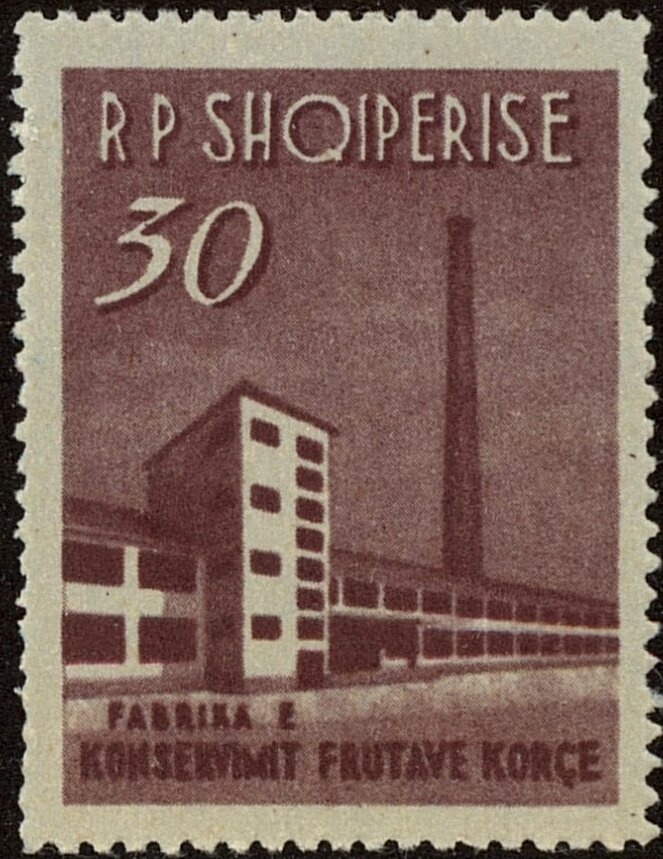 R P SHQIPERISE
30
FABRIKA E
KONSERVIMIT FRUTAVE KORÇE